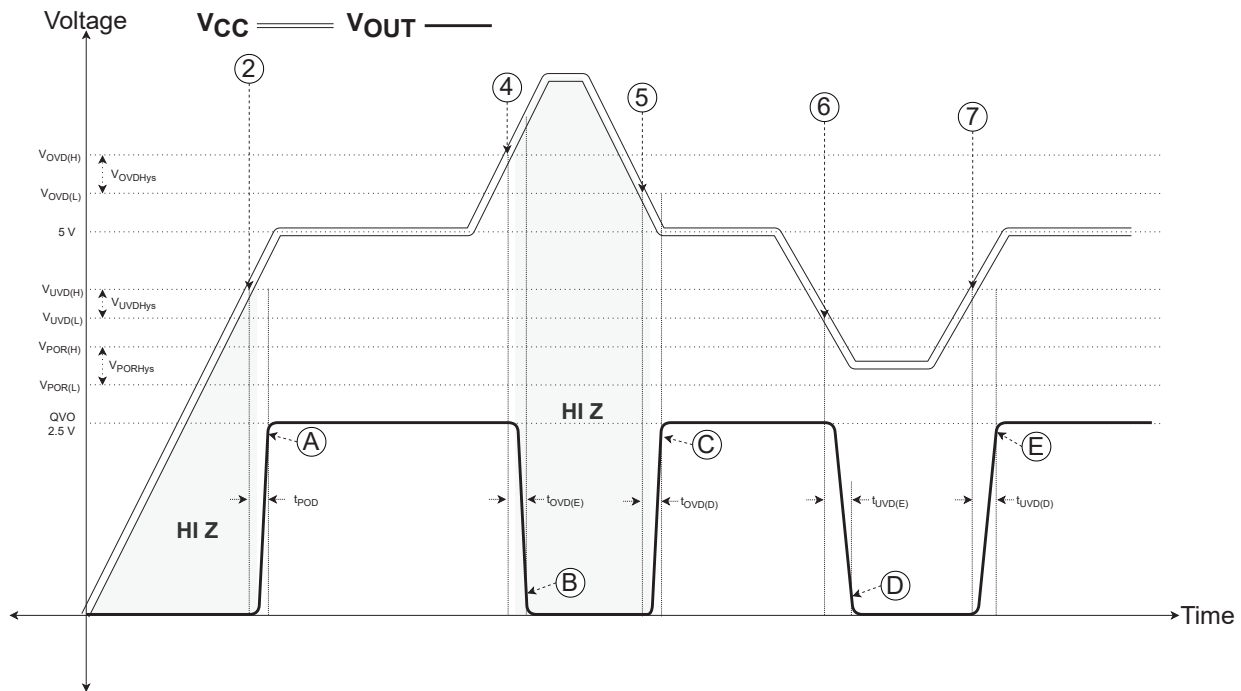 Voltage
VCC VOUT
2
4
5
6
7
VOVD(H)
VOVDHys
VOVD(L)
5 V
VUVD(H)
VUVDHys
VUVD(L)
VPOR(H)
VPORHys
VPOR(L)
QVO
2.5 V
HI Z
A
C
E
tPOD
tOVD(E)
tOVD(D)
tUVD(E)
tUVD(D)
HI Z
B
D
Time